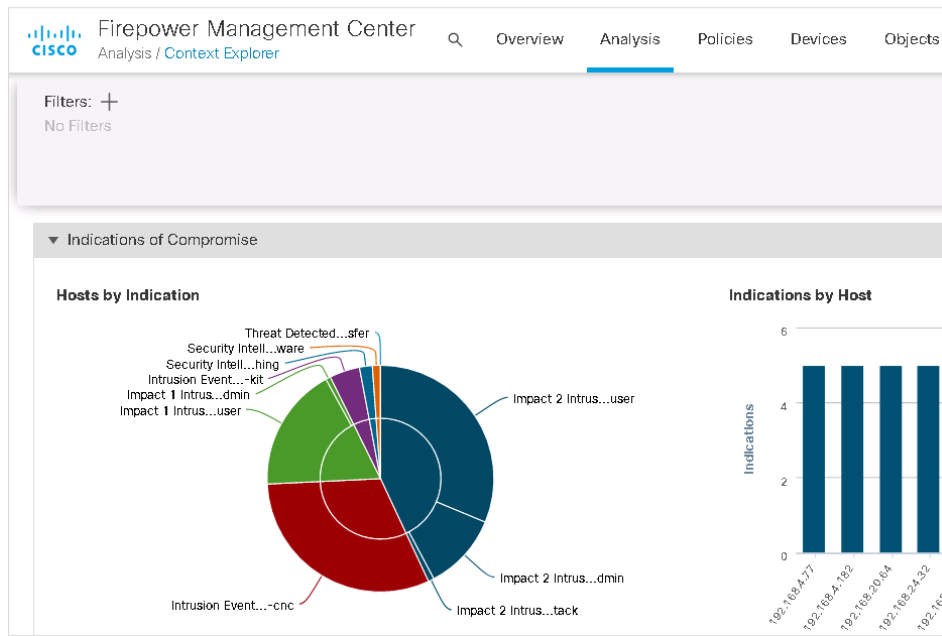 CISCO
Firepower Management Center
Analysis / Context Explorer
Overview
Analysis
Policies
Devices
Objects
Filters:
No Filters
Indications of Compromise
Hosts by Indication
Threat Detected...sfer
Security Intell...ware
Security Intell...hing
Intrusion Event...-kit
Impact 1 Intrus...dmin
Impact 1 Intrus...user
Impact 2 Intrus...user
Impact 2 Intrus...dmin
Impact 2 Intrus...tack
Intrusion Event...-cnc
Indications by Host
Indications
6
4
2
0
192.168.4.77
192.168.4.182
192.168.20.64
192.168.24.32